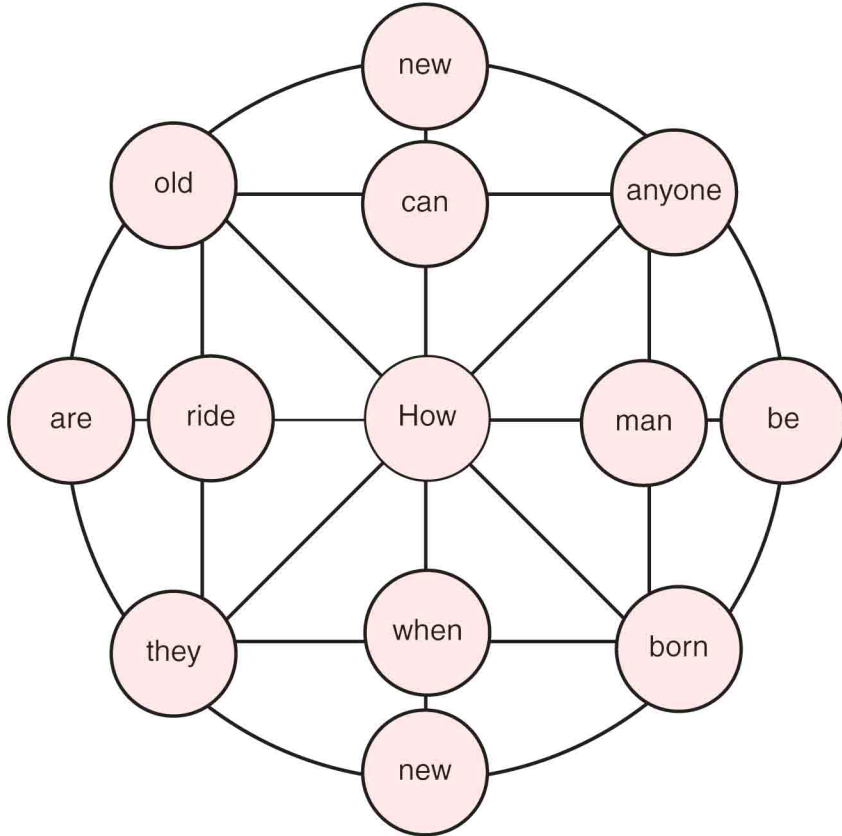 new
old can anyone
are ride How man be
they when born
new